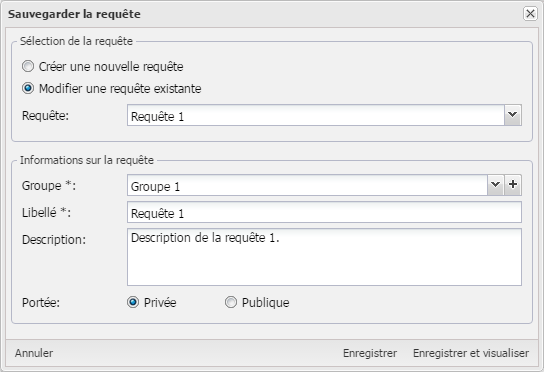 Sauvegarder la requête
Sélection de la requête
Créer une nouvelle requête
Modifier une requête existante
Requête: Requête 1
Informations sur la requête
Groupe *: Groupe 1
Libellé *: Requête 1
Description: Description de la requête 1.
Portée: Privée Publique
Annuler Enregistrer Enregistrer et visualiser